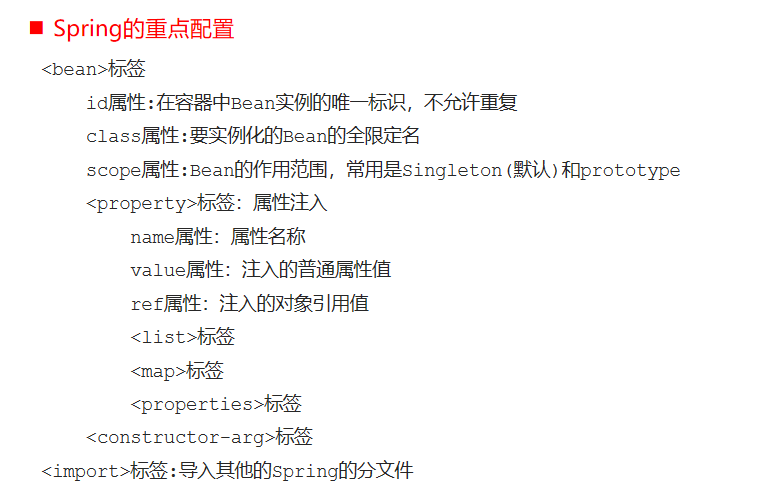 Spring的重点配置
<bean>标签
id属性:在容器中Bean实例的唯一标识，不允许重复
class属性:要实例化的Bean的全限定名
scope属性:Bean的作用范围，常用是Singleton(默认)和prototype
<property>标签：属性注入
name属性：属性名称
value属性：注入的普通属性值
ref属性：注入的对象引用值
<list>标签
<map>标签
<properties>标签
<constructor-arg>标签
<import>标签:导入其他的Spring的分文件